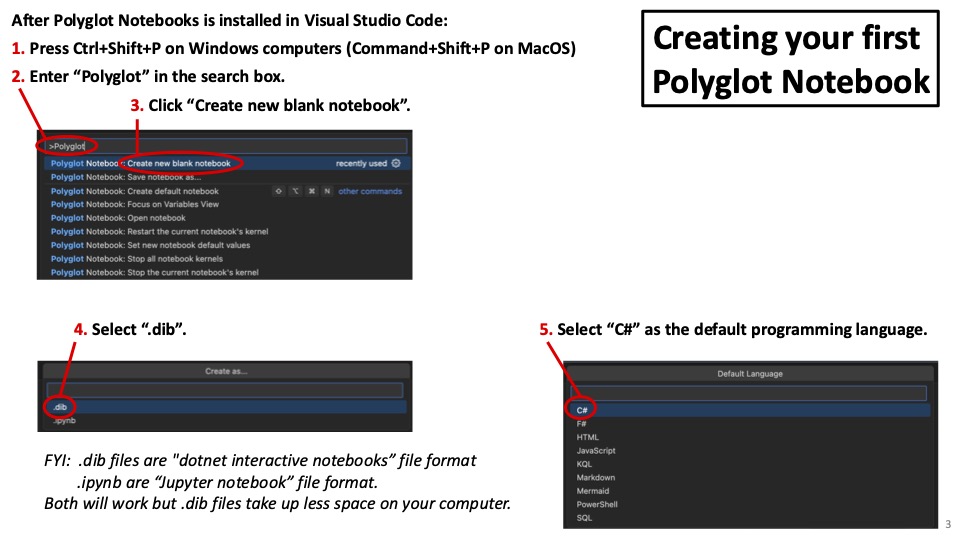 After Polyglot Notebooks is installed in Visual Studio Code:
1. Press Ctrl+Shift+P on Windows computers (Command+Shift+P on MacOS)
2. Enter “Polyglot” in the search box.
3. Click “Create new blank notebook”.
Creating your first
Polyglot Notebook
>Polyglot
Polyglot Notebook: Create new blank notebook recently used
Polyglot Notebook: Save notebook as...
Polyglot Notebook: Create default notebook ⇧ ⌥ ⌘ N other commands
Polyglot Notebook: Focus on Variables View
Polyglot Notebook: Open notebook
Polyglot Notebook: Restart the current notebook's kernel
Polyglot Notebook: Set new notebook default values
Polyglot Notebook: Stop all notebook kernels
Polyglot Notebook: Stop the current notebook's kernel
4. Select “.dib”.
Create as...
.dib
.ipynb
FYI: .dib files are "dotnet interactive notebooks” file format
.ipynb are “Jupyter notebook” file format.
Both will work but .dib files take up less space on your computer.
5. Select “C#” as the default programming language.
Default Language
C#
F#
HTML
JavaScript
KQL
Markdown
Mermaid
PowerShell
SQL
3